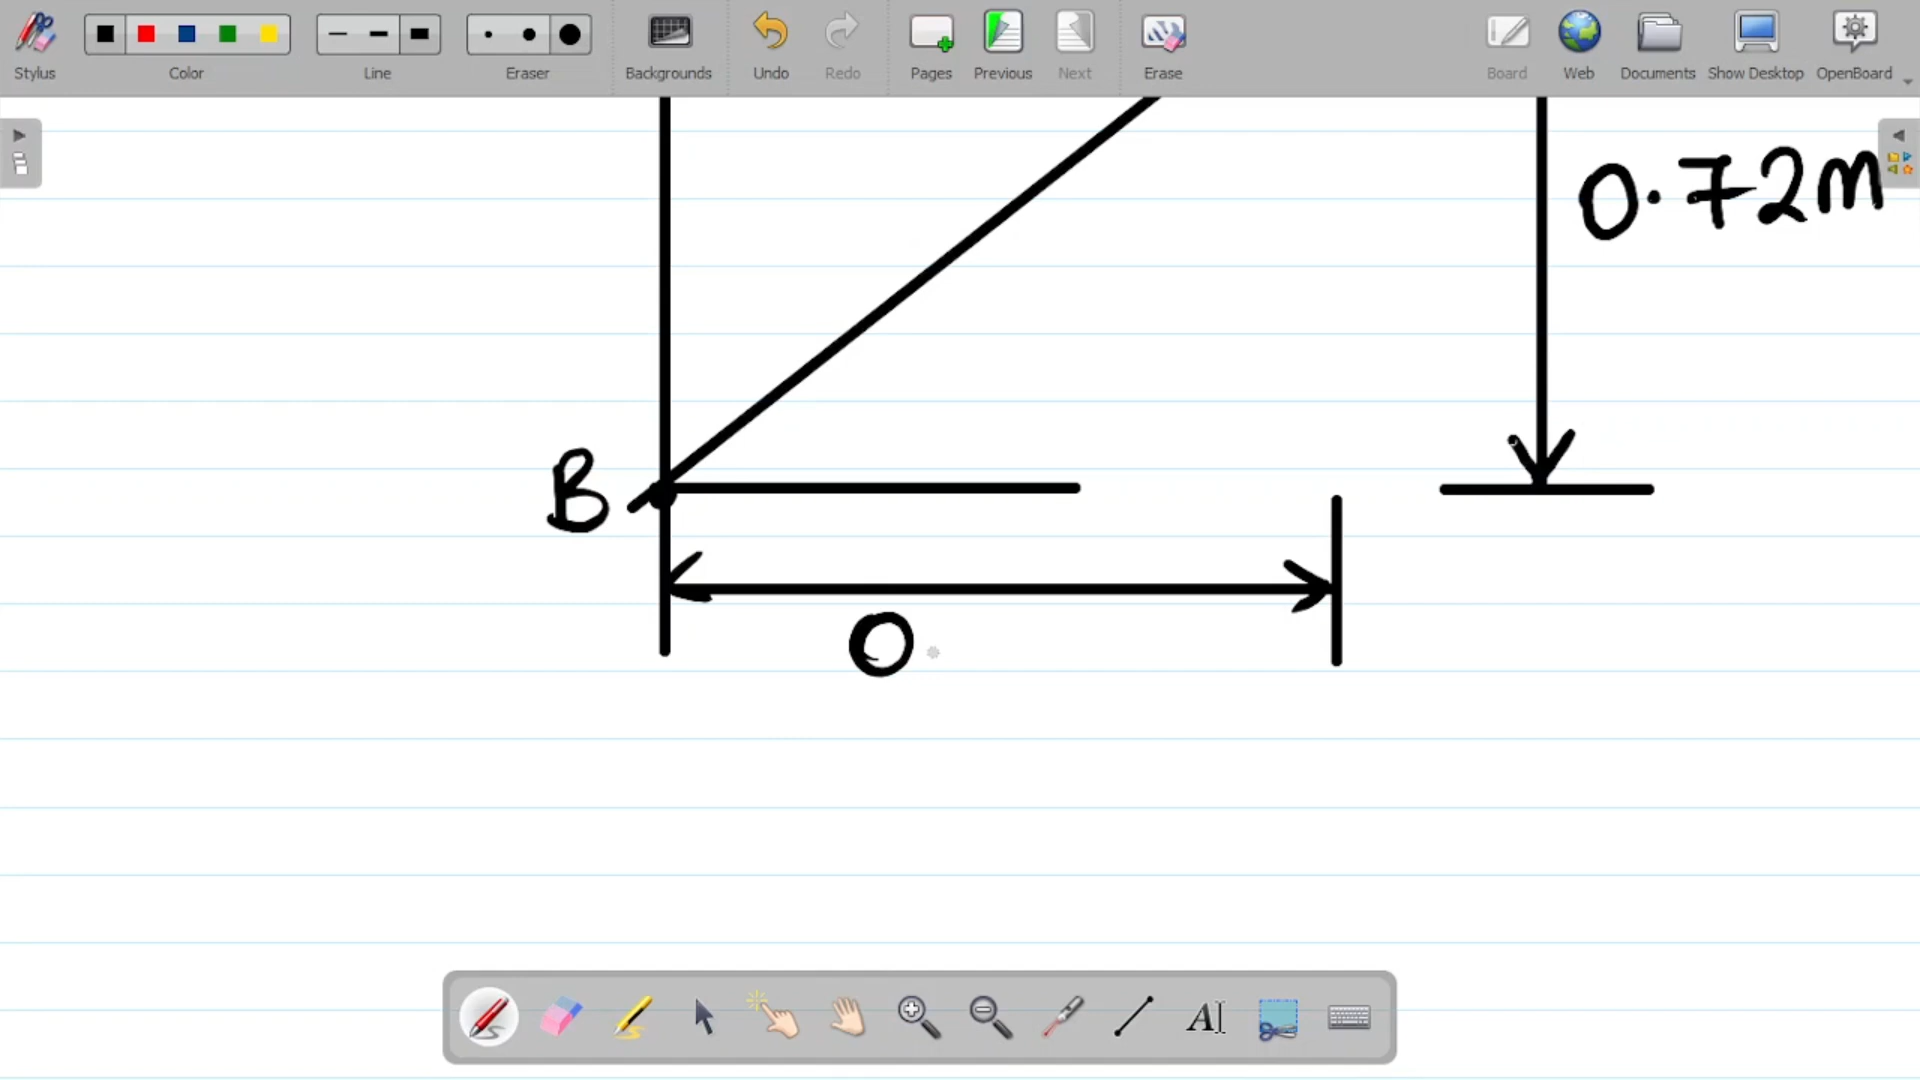 Stylus Color Line Eraser Backgrounds Undo Redo Pages Previous Next Erase Board Web Documents Show Desktop OpenBoard
0.72m
B
0